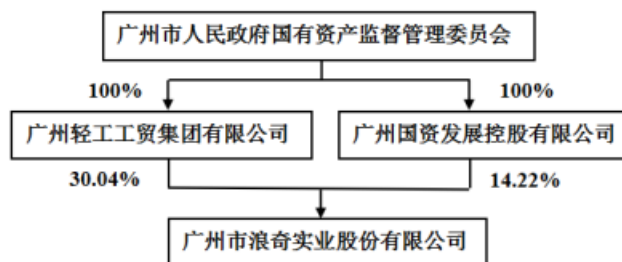 广州市人民政府国有资产监督管理委员会
100% 100%
广州轻工工贸集团有限公司 广州国资发展控股有限公司
30.04% 14.22%
广州市浪奇实业股份有限公司